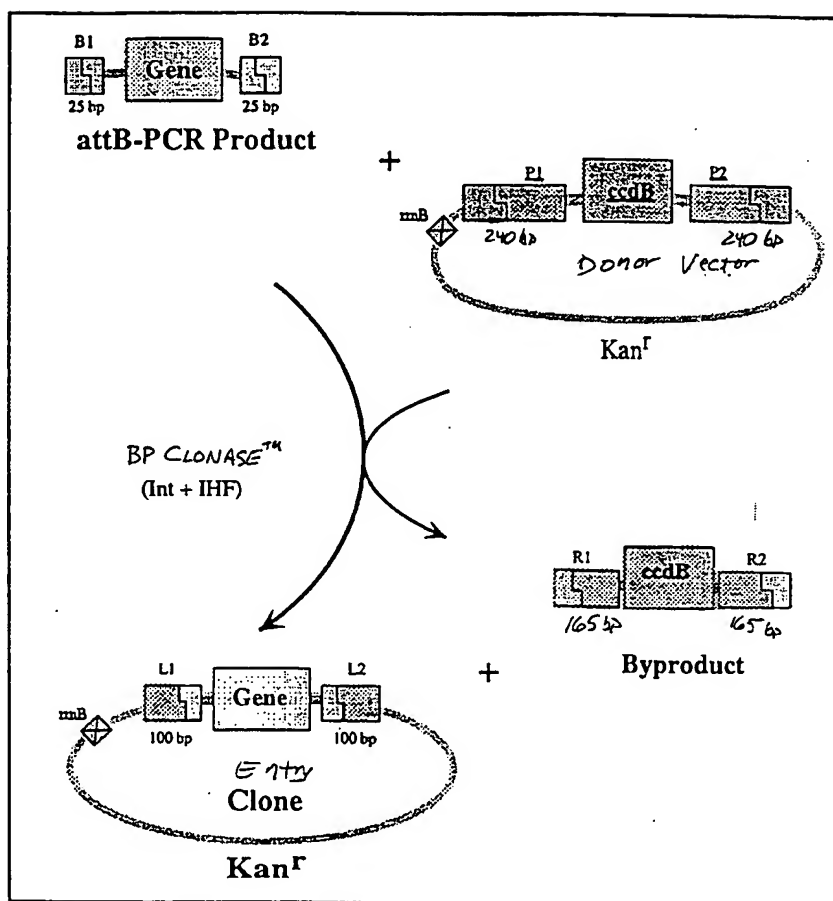 B1 B2
Gene
25 bp 25 bp
attB-PCR Product
+
P1 P2
ccdB
rrnB
240 bp 240 bp
Donor Vector
Kanr
BP CLONASE™
(Int + IHF)
R1 R2
ccdB
165 bp 165 bp
Byproduct
+
L1 L2
Gene
rrnB
100 bp 100 bp
Entry
Clone
Kanr